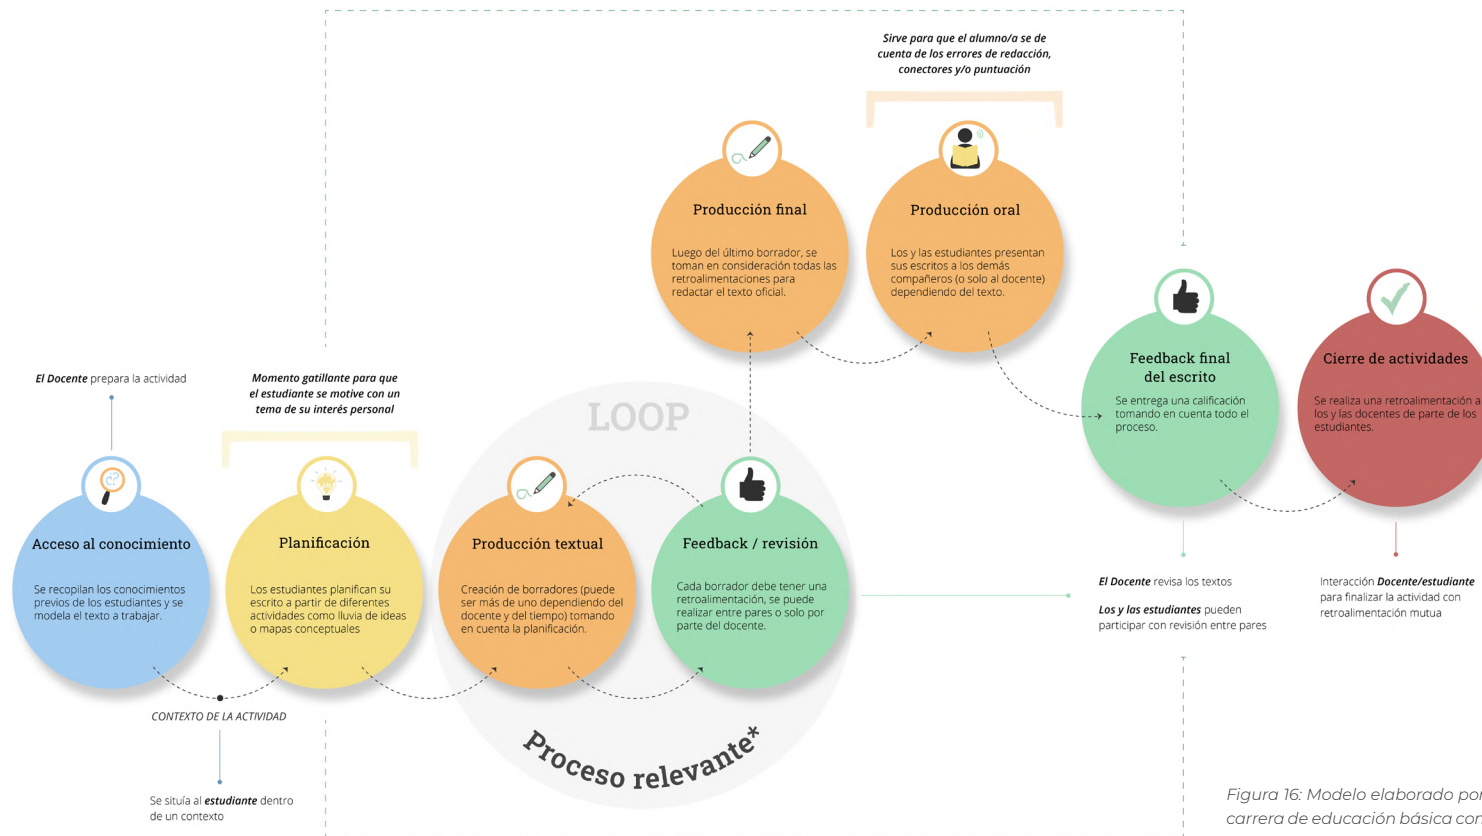 Sirve para que el alumno/a se de
cuenta de los errores de redacción,
conectores y/o puntuación
Producción final
Luego del último borrador, se
toman en consideración todas las
retroalimentaciones para
redactar el texto oficial.
Producción oral
Los y las estudiantes presentan
sus escritos a los demás
compañeros (o solo al docente)
dependiendo del texto.
Feedback final
del escrito
Se entrega una calificación
tomando en cuenta todo el
proceso.
Cierre de actividades
Se realiza una retroalimentación a
los y las docentes de parte de los
estudiantes.
El Docente prepara la actividad
Momento gatillante para que
el estudiante se motive con un
tema de su interés personal
LOOP
Acceso al conocimiento
Se recopilan los conocimientos
previos de los estudiantes y se
modela el texto a trabajar.
Planificación
Los estudiantes planifican su
escrito a partir de diferentes
actividades como lluvia de ideas
o mapas conceptuales
Producción textual
Creación de borradores (puede
ser más de uno dependiendo del
docente y del tiempo) tomando
en cuenta la planificación.
Feedback / revisión
Cada borrador debe tener una
retroalimentación, se puede
realizar entre pares o solo por
parte del docente.
El Docente revisa los textos
Los y las estudiantes pueden
participar con revisión entre pares
Interacción Docente/estudiante
para finalizar la actividad con
retroalimentación mutua
CONTEXTO DE LA ACTIVIDAD
Proceso relevante*
Se situía al estudiante dentro
de un contexto
Figura 16: Modelo elaborado por
carrera de educación básica con